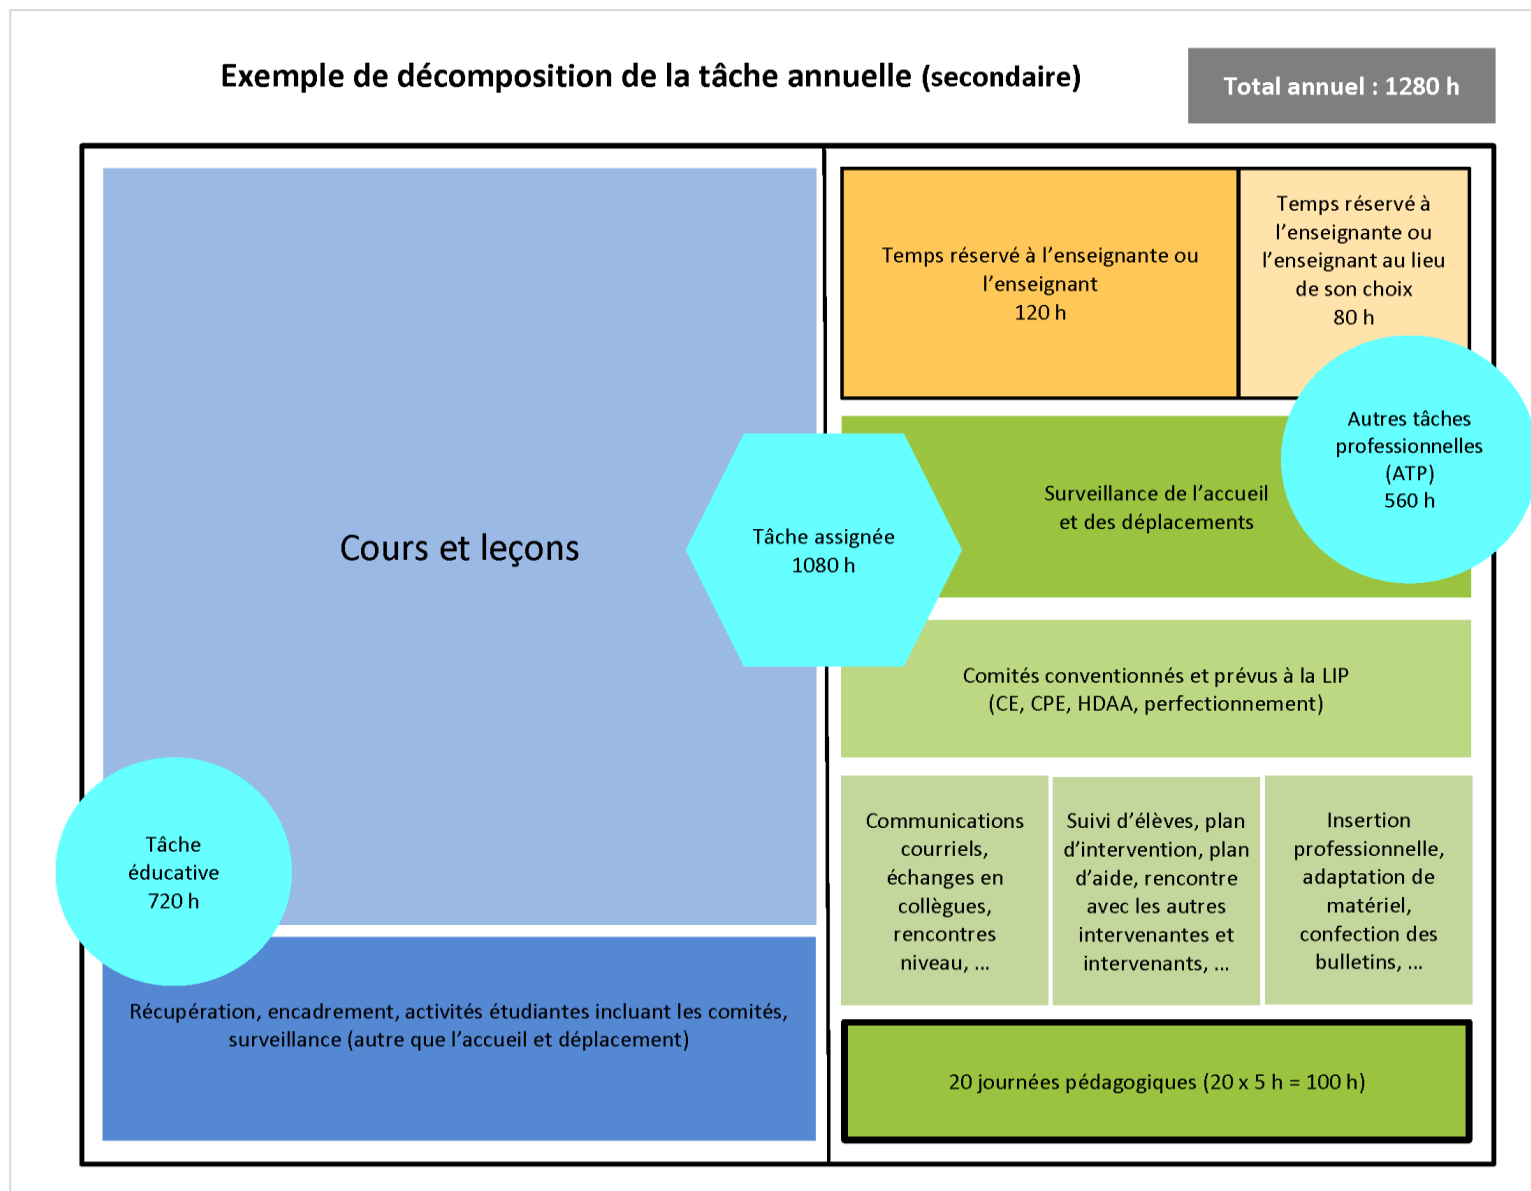 Exemple de décomposition de la tâche annuelle (secondaire)
Total annuel : 1280 h
Cours et leçons
Tâche
éducative
720 h
Récupération, encadrement, activités étudiantes incluant les comités,
surveillance (autre que l’accueil et déplacement)
Tâche assignée
1080 h
Temps réservé à l’enseignante ou
l’enseignant
120 h
Temps réservé à
l’enseignante ou
l’enseignant au lieu
de son choix
80 h
Autres tâches
professionnelles
(ATP)
560 h
Surveillance de l’accueil
et des déplacements
Comités conventionnés et prévus à la LIP
(CE, CPE, HDAA, perfectionnement)
Communications
courriels,
échanges en
collègues,
rencontres
niveau, ...
Suivi d’élèves, plan
d’intervention, plan
d’aide, rencontre
avec les autres
intervenantes et
intervenants, ...
Insertion
professionnelle,
adaptation de
matériel,
confection des
bulletins, ...
20 journées pédagogiques (20 x 5 h = 100 h)